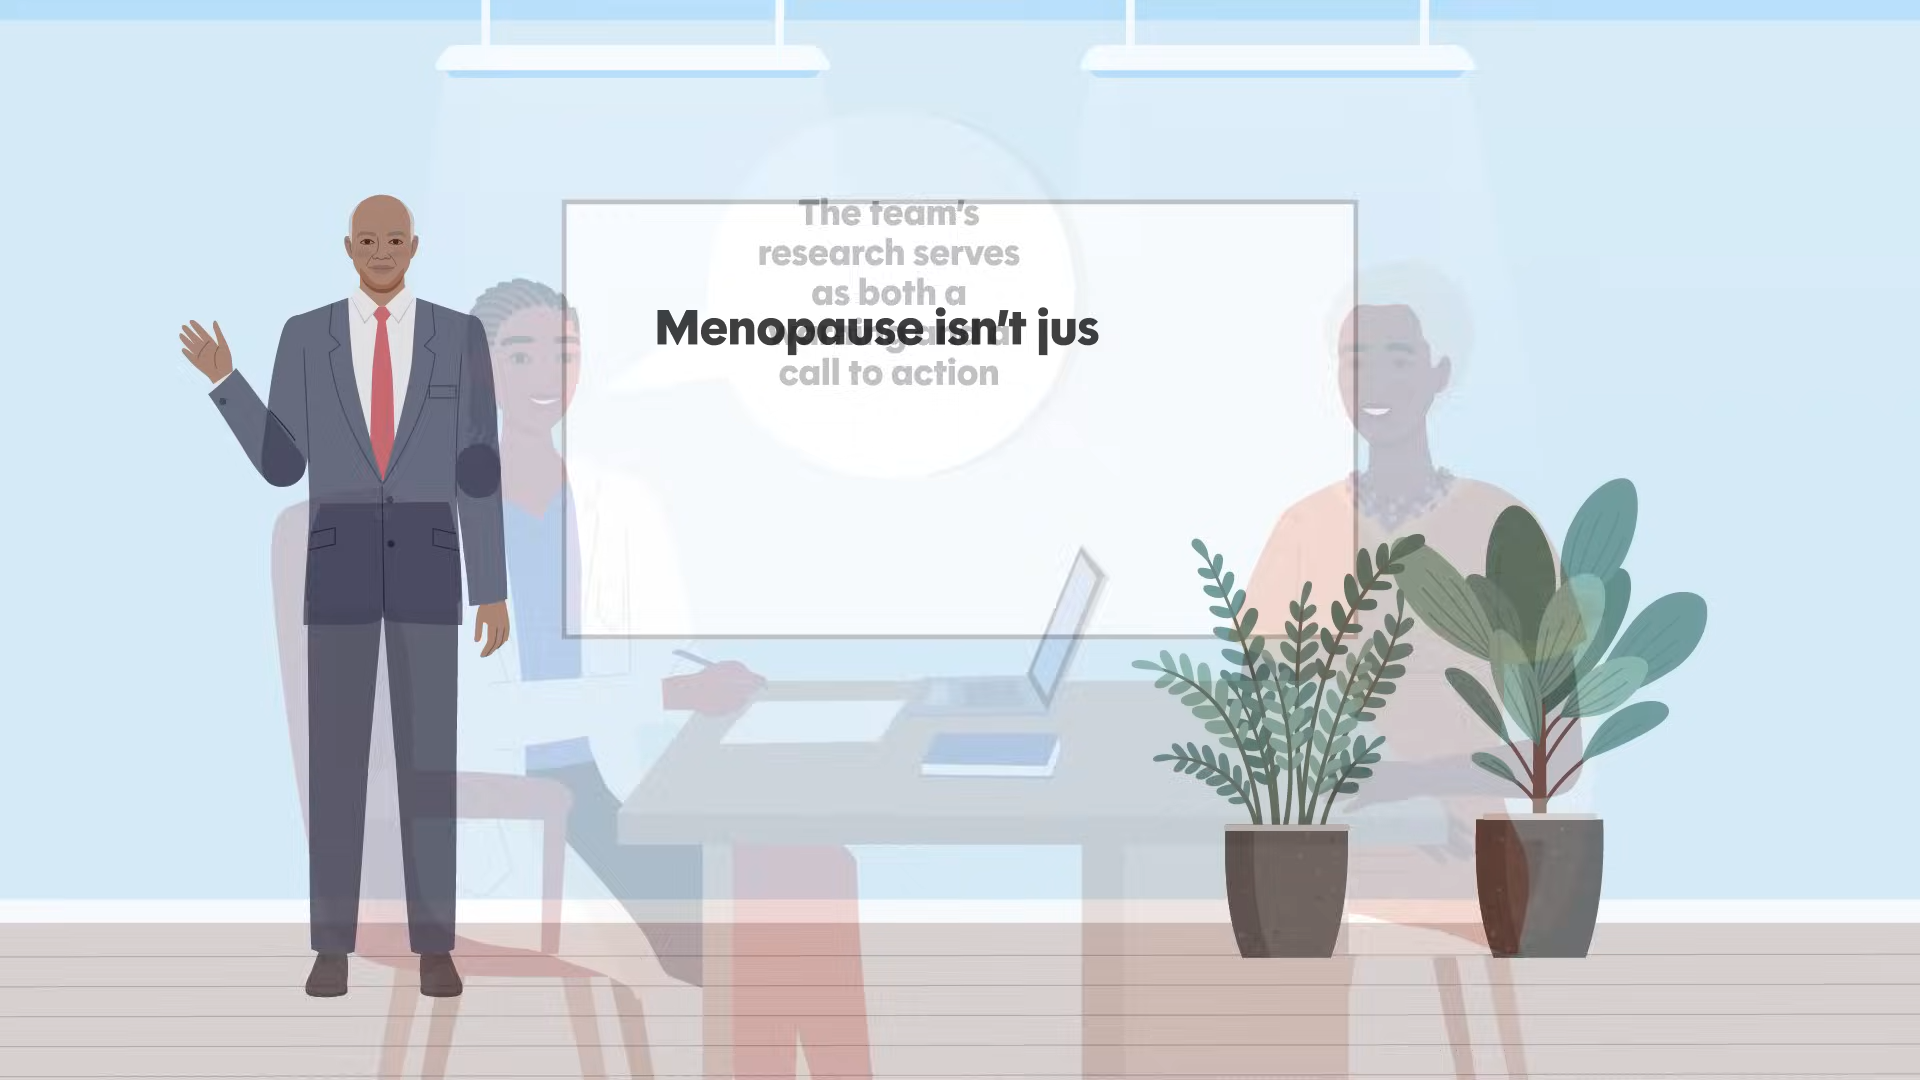 The team's
research serves
as both a
Menopause isn't jus
call to action